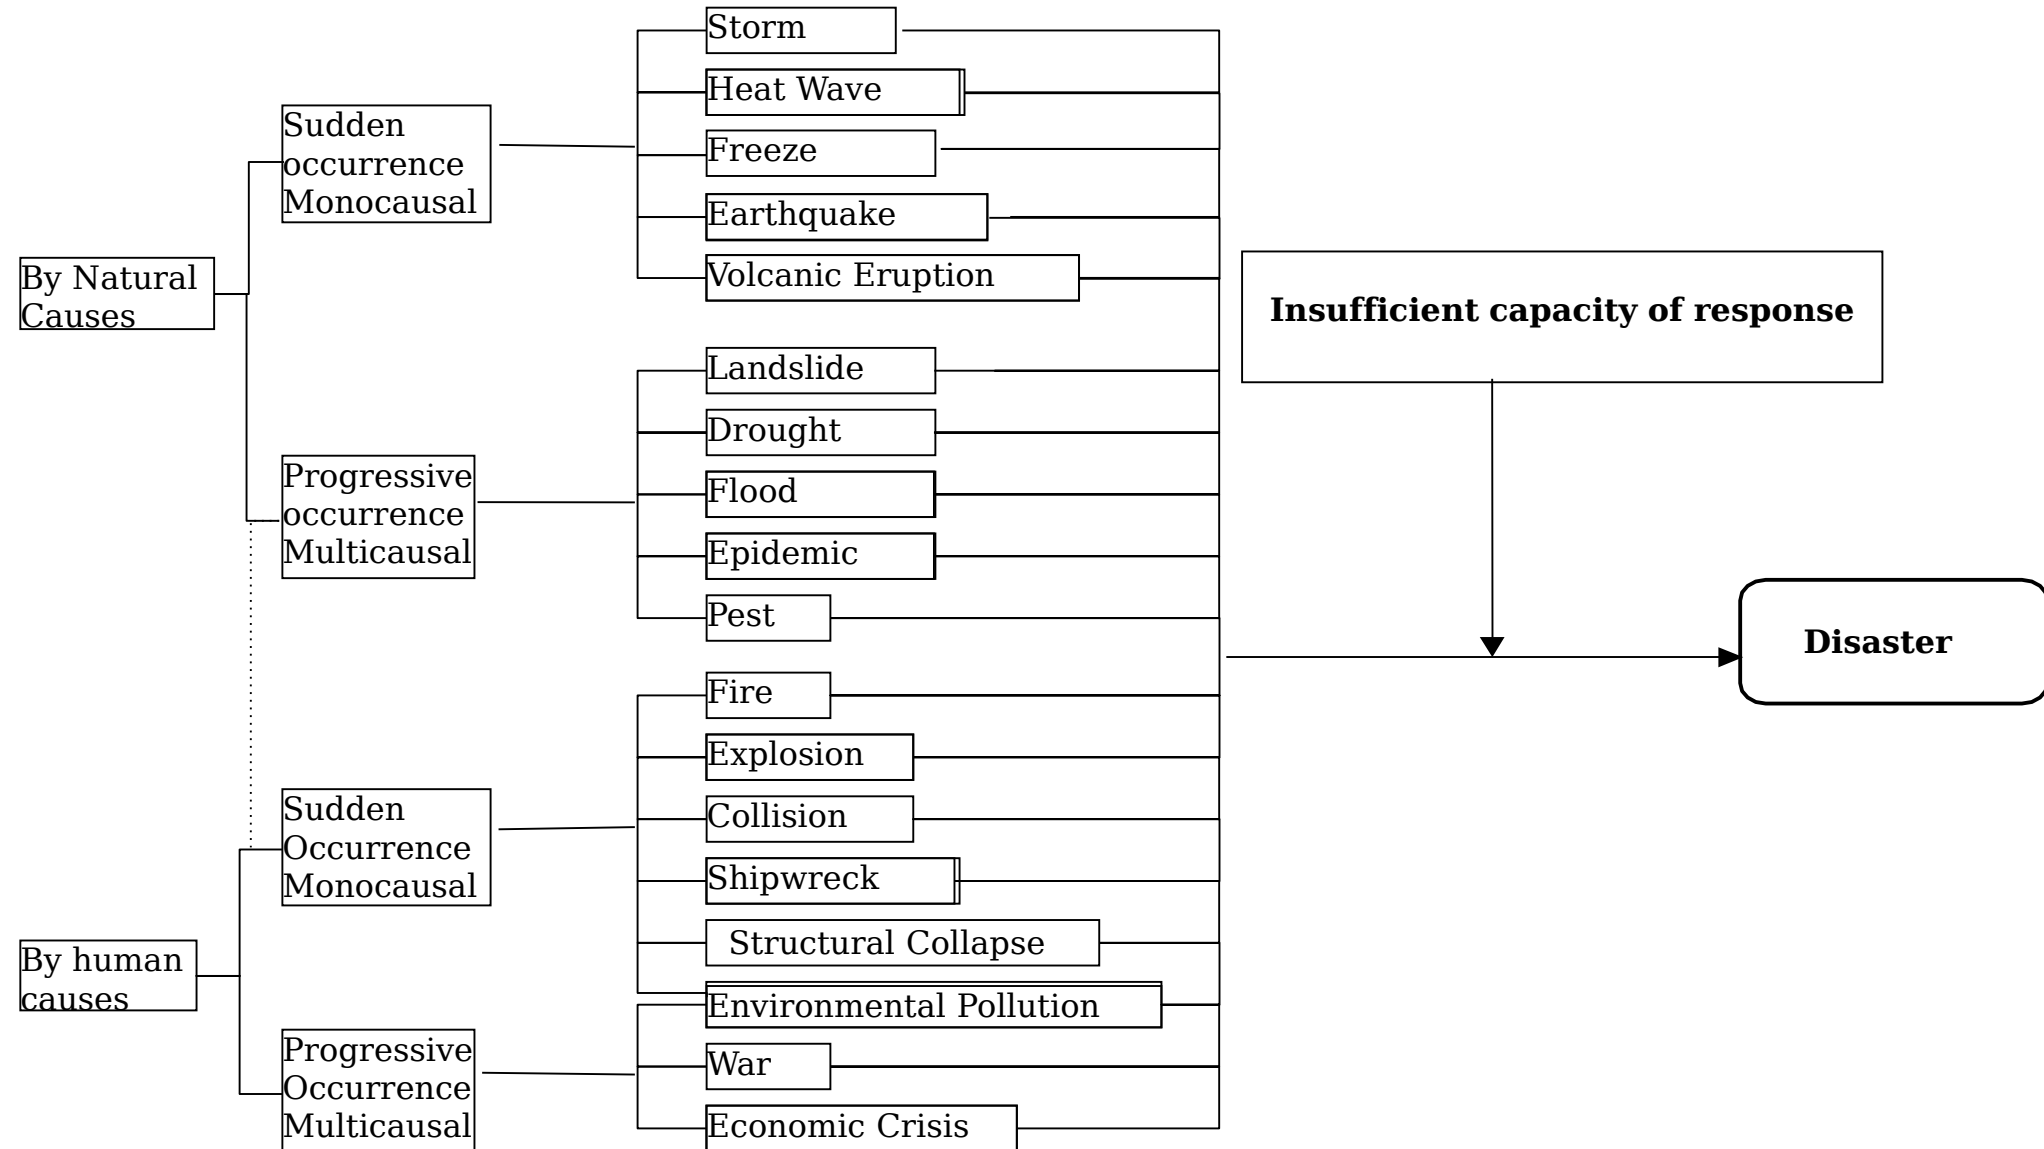 Storm
Heat Wave
Sudden
occurrence
Monocausal
Freeze
Earthquake
Volcanic Eruption
By Natural
Causes
Insufficient capacity of response
Landslide
Drought
Progressive
occurrence
Multicausal
Flood
Epidemic
Pest
Disaster
Fire
Explosion
Sudden
Occurrence
Monocausal
Collision
Shipwreck
Structural Collapse
By human
causes
Environmental Pollution
Progressive
Occurrence
Multicausal
War
Economic Crisis